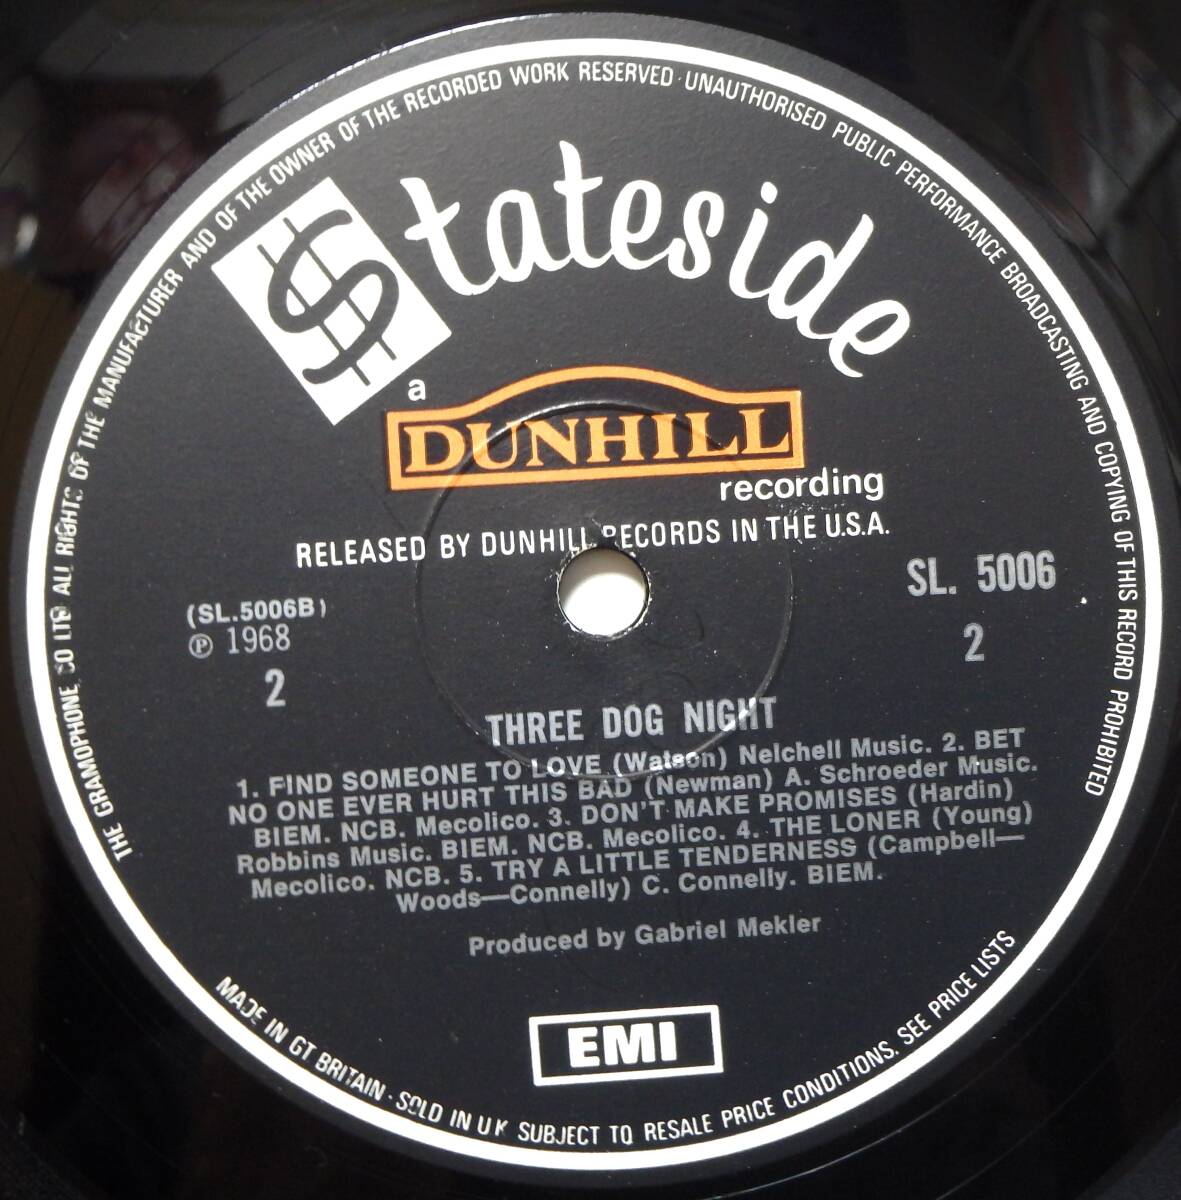 THE GRAMOPHONE CO LTD ALL RIGHTS OF THE MANUFACTURER AND OF THE OWNER OF THE RECORDED WORK RESERVED · UNAUTHORISED PUBLIC PERFORMANCE BROADCASTING AND COPYING OF THIS RECORD PROHIBITED
Stateside
a
DUNHILL
recording
RELEASED BY DUNHILL RECORDS IN THE U.S.A.
SL. 5006
(SL.5006B)
℗ 1968
2
2
THREE DOG NIGHT
1. FIND SOMEONE TO LOVE (Watson) Nelchell Music. 2. BET
NO ONE EVER HURT THIS BAD (Newman) A. Schroeder Music.
BIEM. NCB. Mecolico. 3. DON'T MAKE PROMISES (Hardin)
Robbins Music. BIEM. NCB. Mecolico. 4. THE LONER (Young)
Mecolico. NCB. 5. TRY A LITTLE TENDERNESS (Campbell—
Woods—Connelly) C. Connelly. BIEM.
Produced by Gabriel Mekler
EMI
MADE IN GT BRITAIN · SOLD IN U K SUBJECT TO RESALE PRICE CONDITIONS. SEE PRICE LISTS